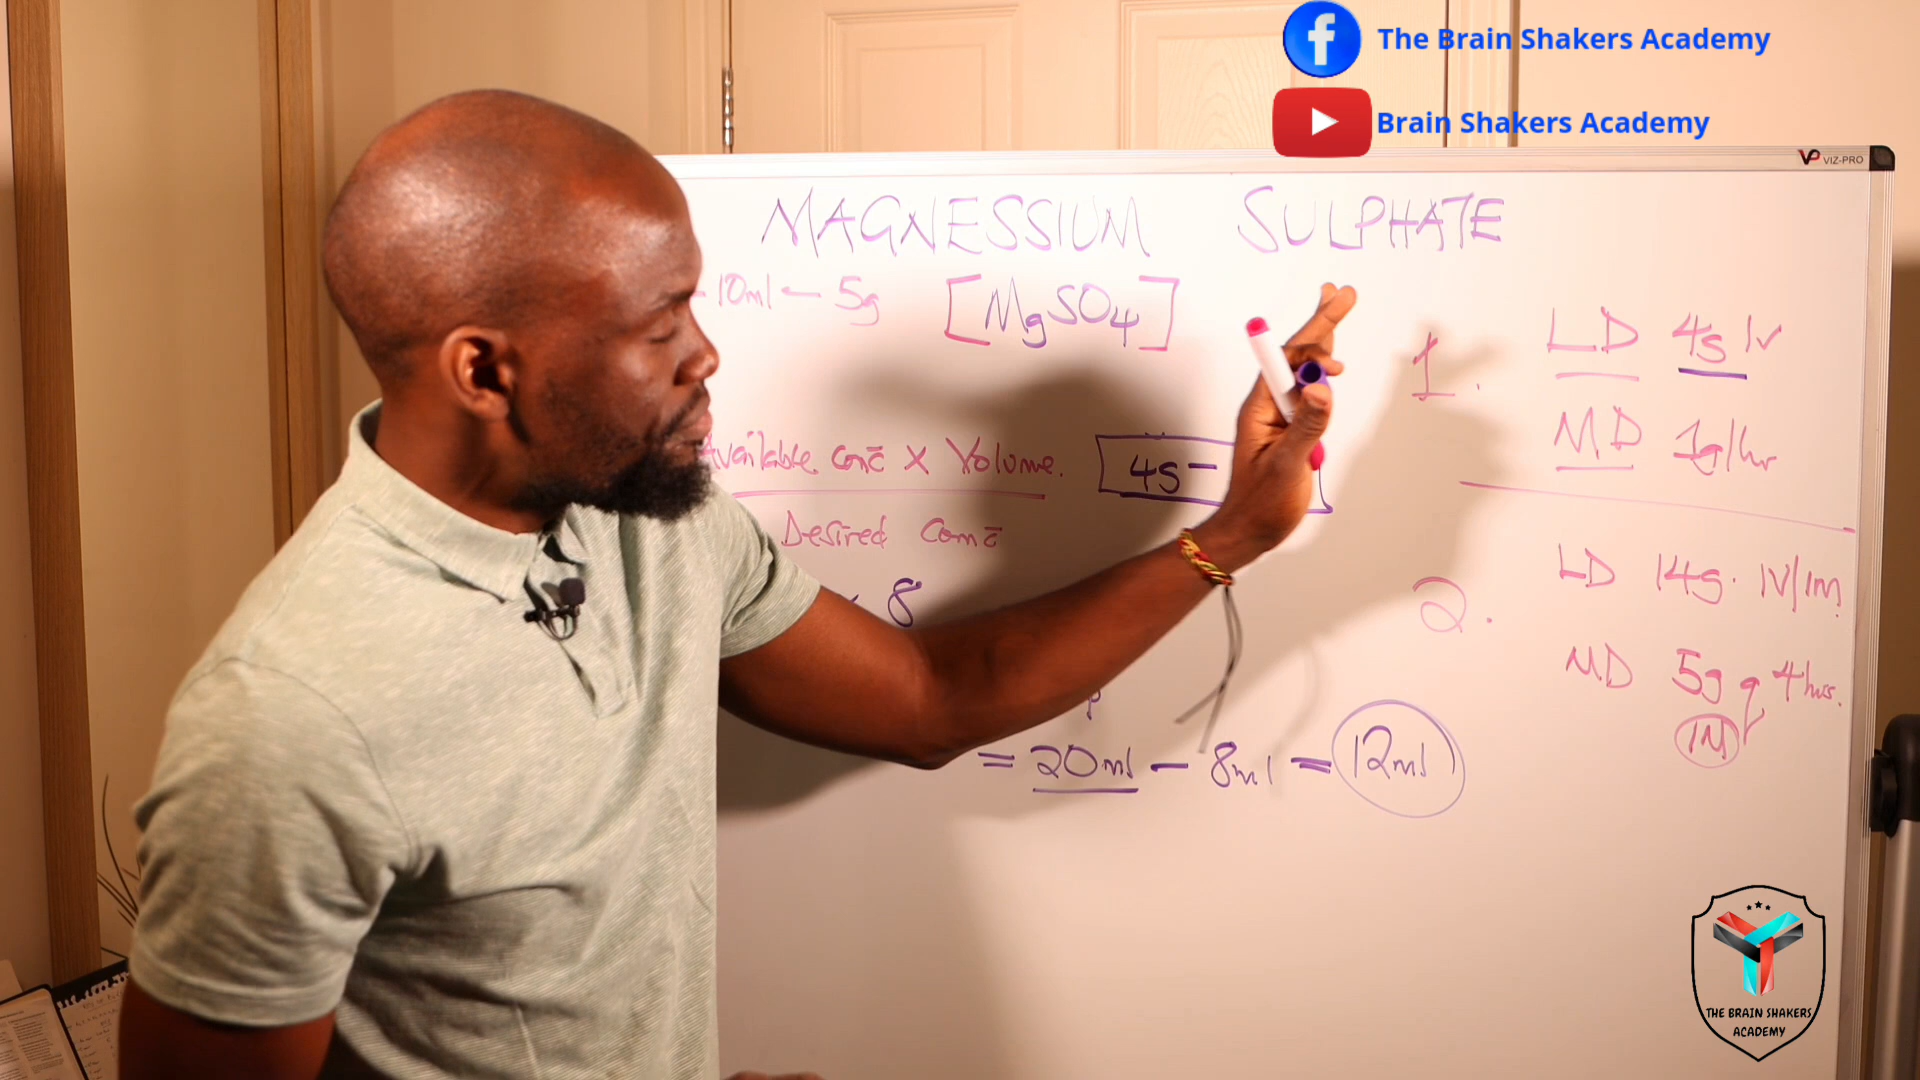 The Brain Shakers Academy
Brain Shakers Academy
VP VIZ-PRO
MAGNESSIUM SULPHATE
- 10ml - 5g [MgSO4]
1. LD 4g IV
MD 1g/hr
Available conc x Volume.
Desired Conc
4g -
8
2. LD 14g. IV/IM
MD 5g q 4hrs.
IM
= 20ml - 8ml = 12ml
THE BRAIN SHAKERS
ACADEMY